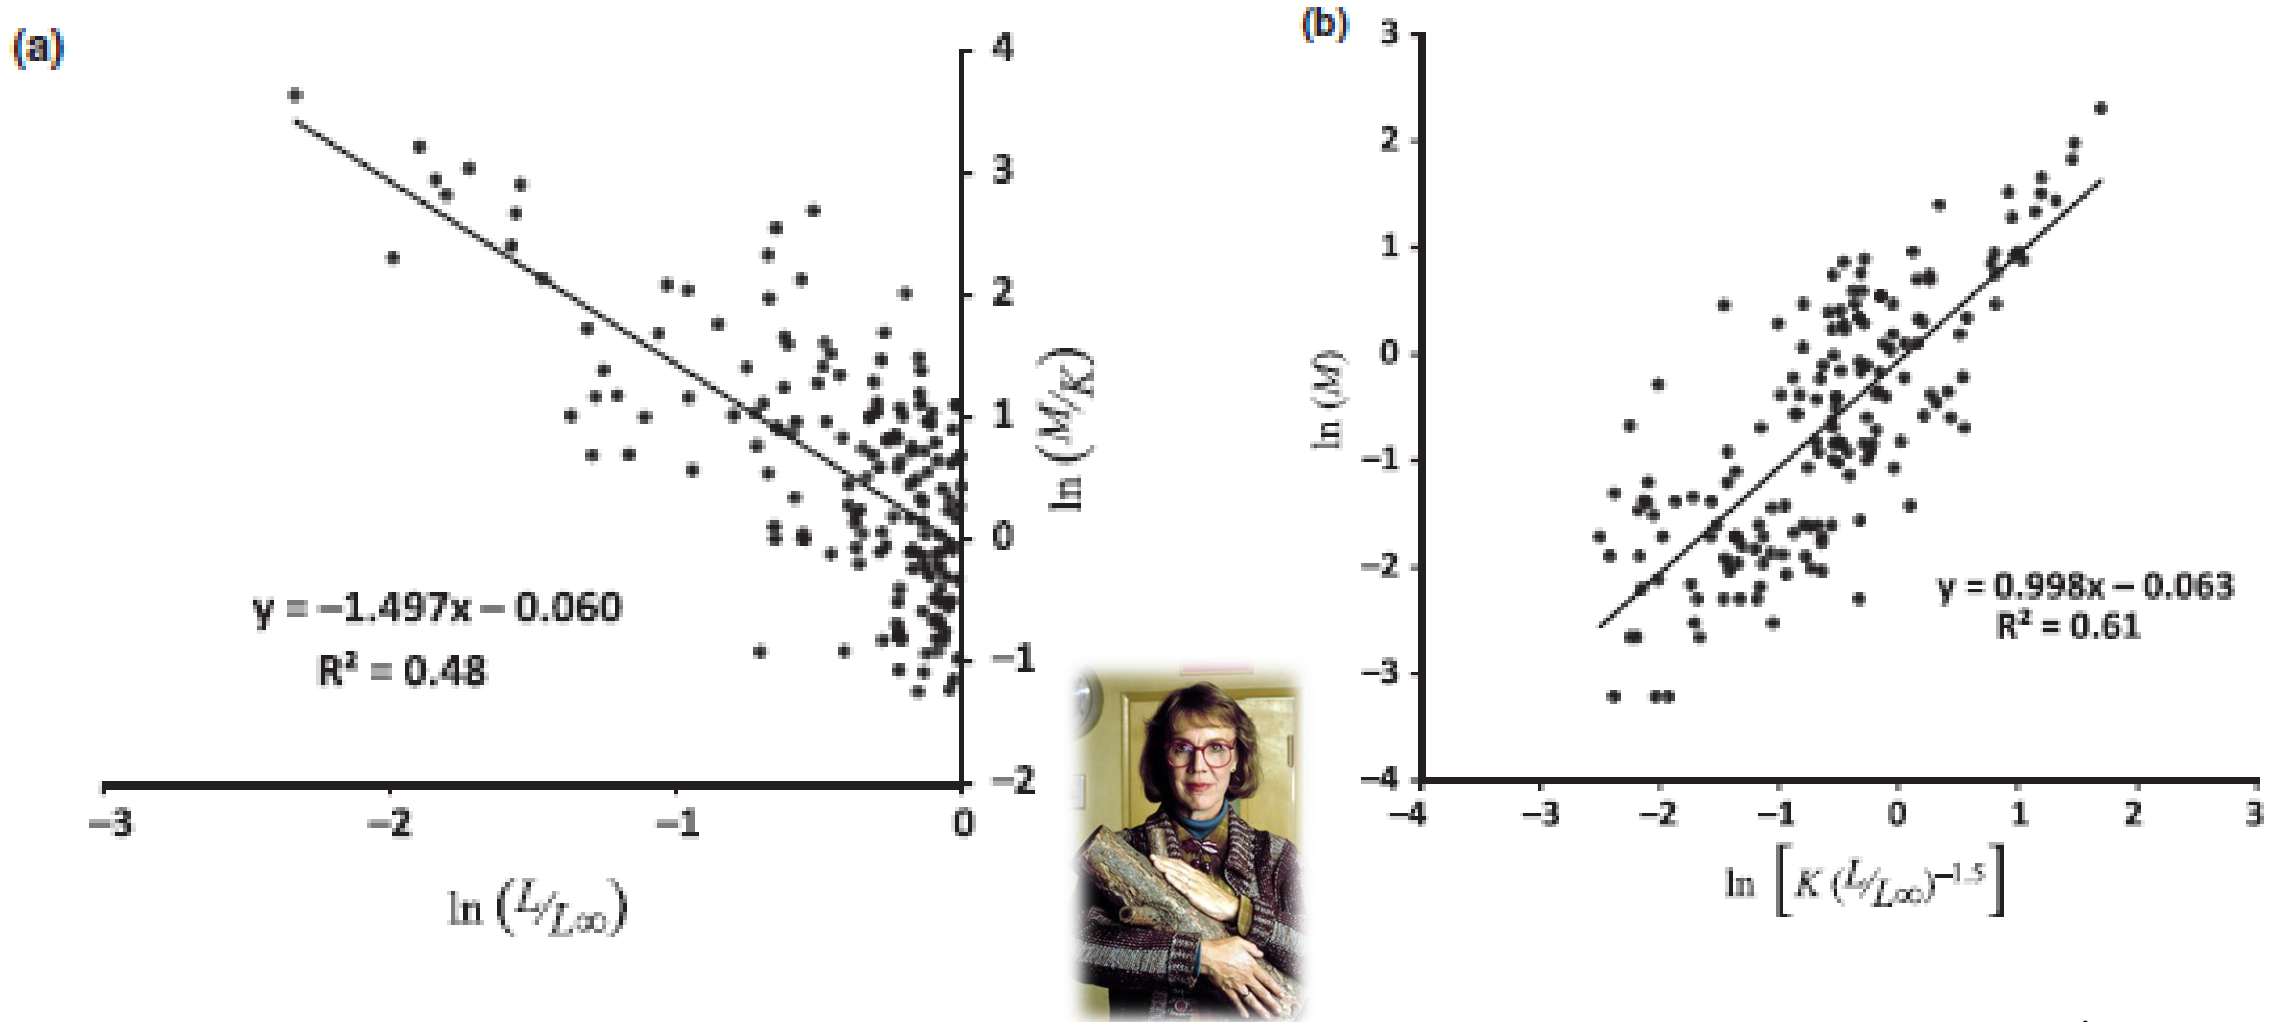 (a)
4
3
2
1
0
−1
−2
ln (M/K)
y = −1.497x − 0.060
R² = 0.48
−3 −2 −1 0
ln (L/L∞)
(b)
3
2
1
0
−1
−2
−3
−4
ln (M)
y = 0.998x − 0.063
R² = 0.61
−4 −3 −2 −1 0 1 2 3
ln [K (L/L∞)−1.5]